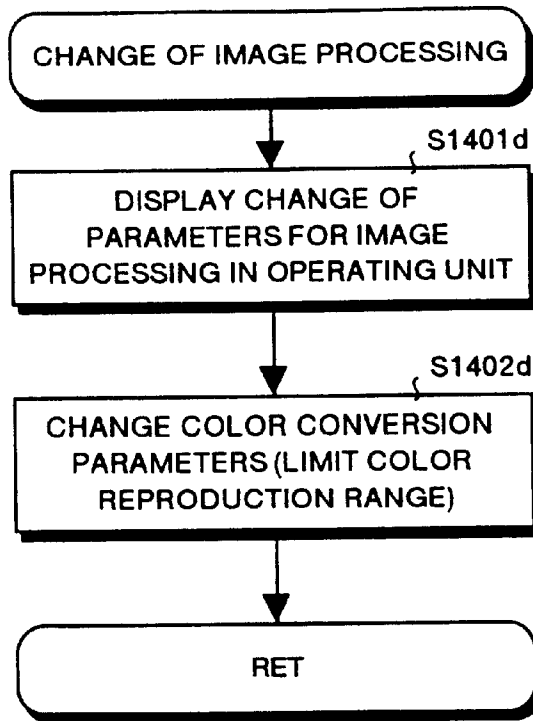 CHANGE OF IMAGE PROCESSING
S1401d
DISPLAY CHANGE OF
PARAMETERS FOR IMAGE
PROCESSING IN OPERATING UNIT
S1402d
CHANGE COLOR CONVERSION
PARAMETERS (LIMIT COLOR
REPRODUCTION RANGE)
RET